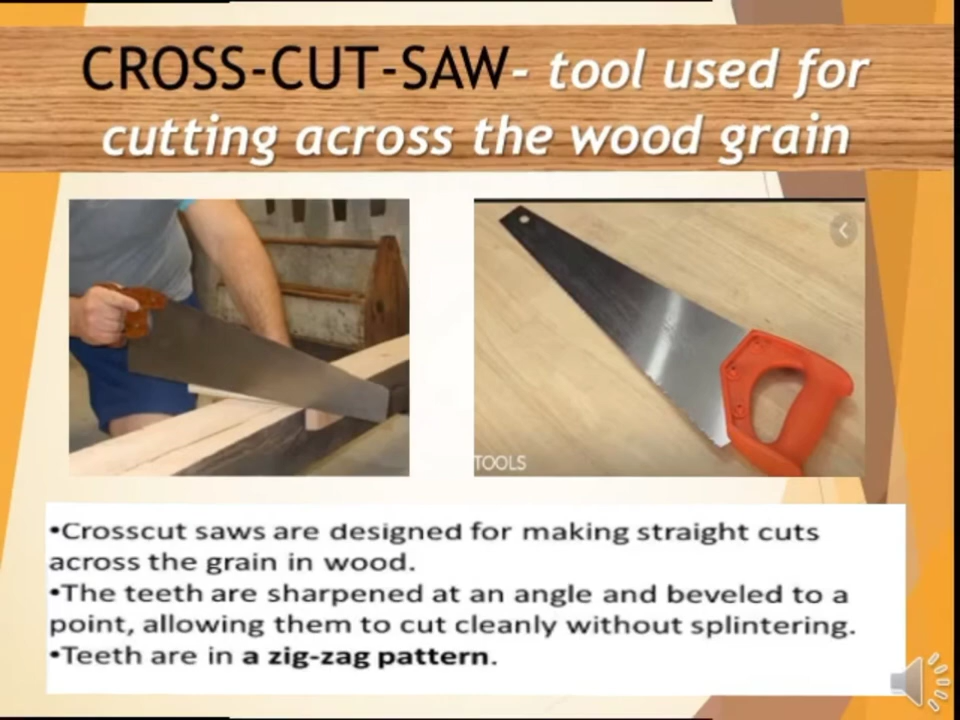 CROSS-CUT-SAW- tool used for
cutting across the wood grain
TOOLS
•Crosscut saws are designed for making straight cuts
across the grain in wood.
•The teeth are sharpened at an angle and beveled to a
point, allowing them to cut cleanly without splintering.
•Teeth are in a zig-zag pattern.